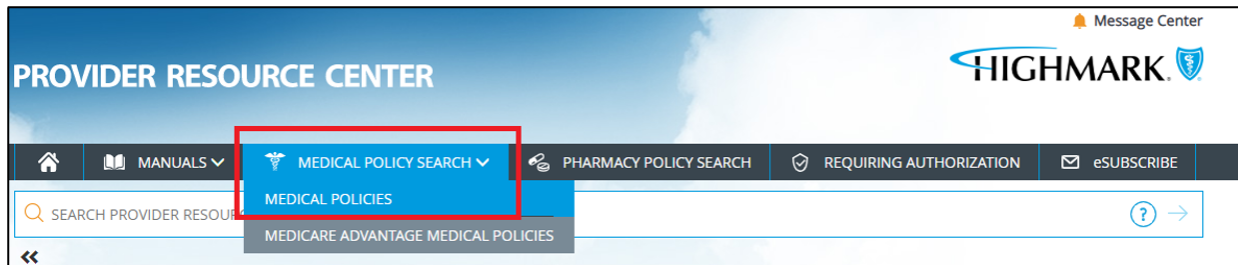 Message Center
PROVIDER RESOURCE CENTER
HIGHMARK.
MANUALS MEDICAL POLICY SEARCH PHARMACY POLICY SEARCH REQUIRING AUTHORIZATION eSUBSCRIBE
MEDICAL POLICIES
SEARCH PROVIDER RESOUR
?
MEDICARE ADVANTAGE MEDICAL POLICIES